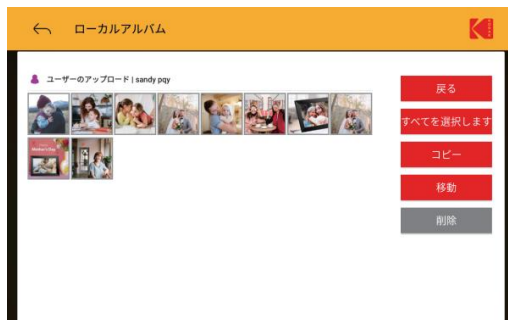 ローカルアルバム
ユーザーのアップロード | sandy pqy
戻る
すべてを選択します
コピー
移動
削除
Mother's Day